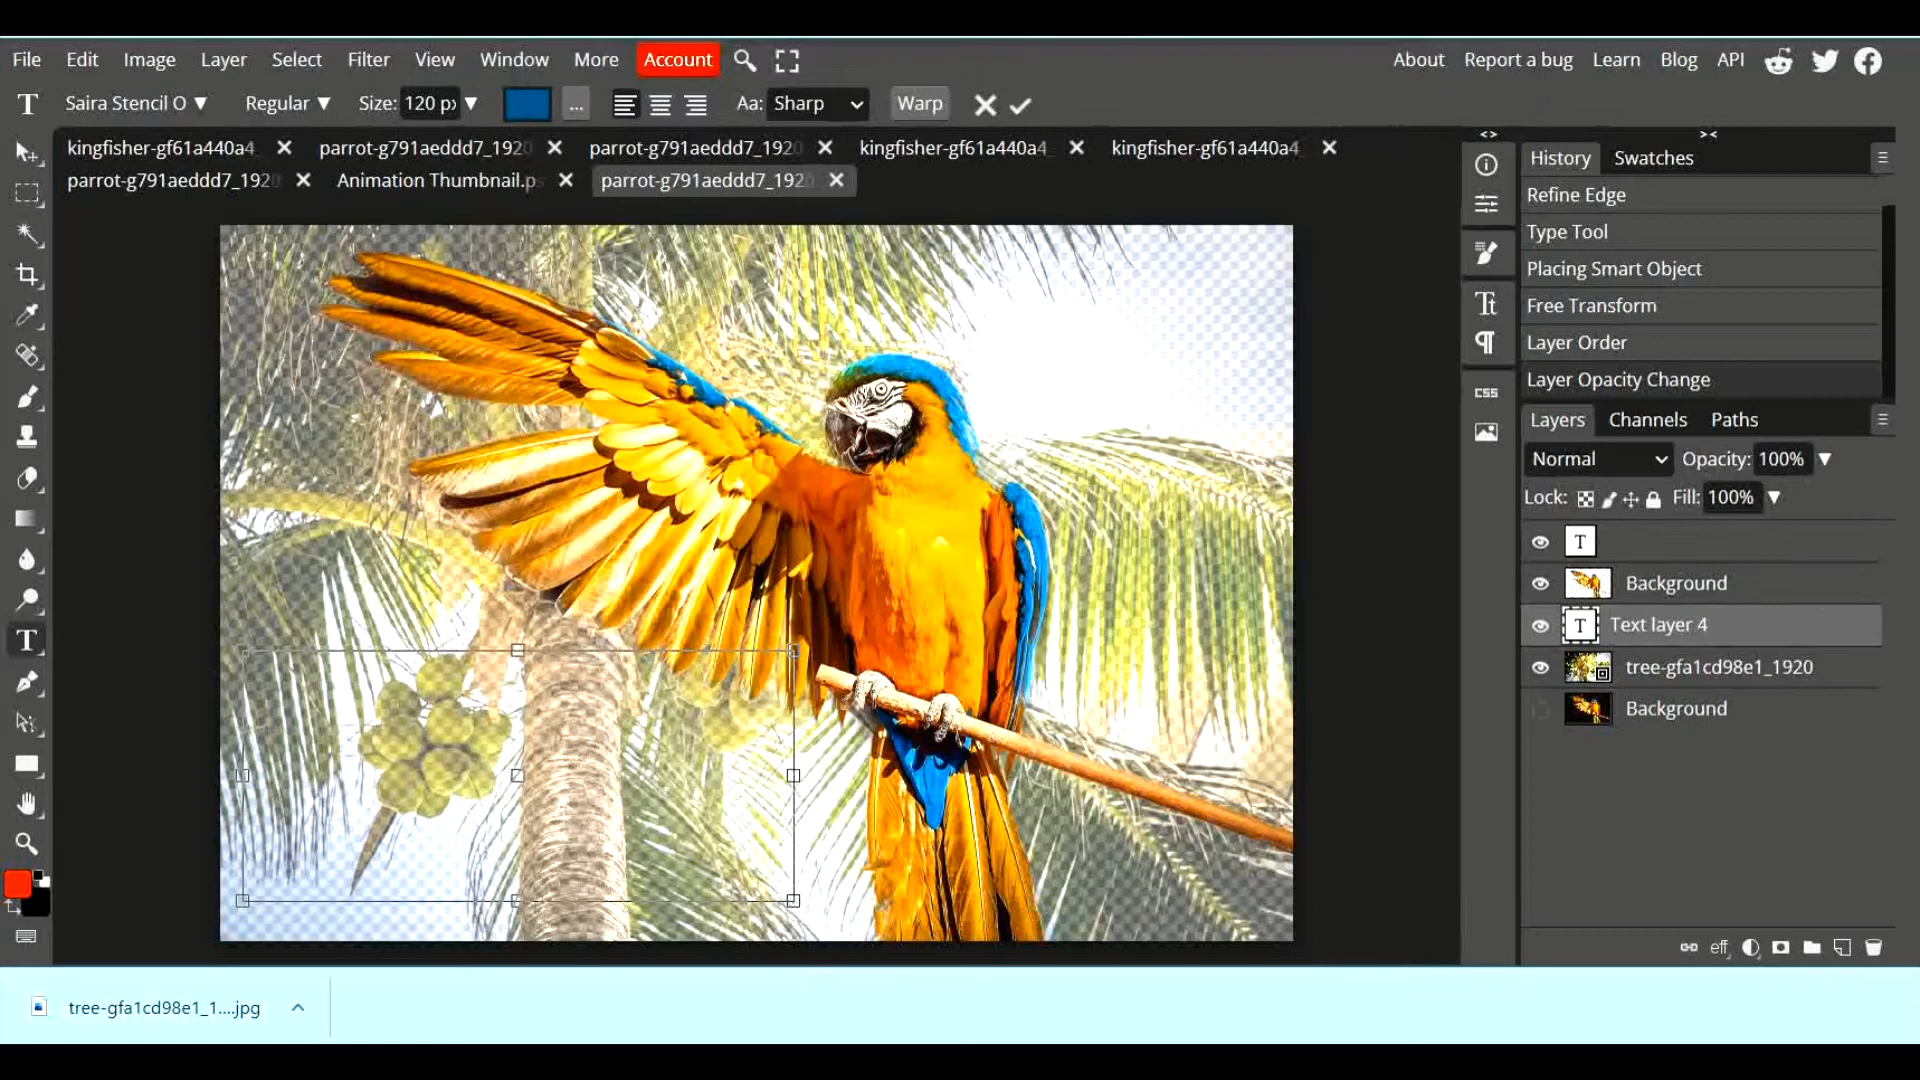 File Edit Image Layer Select Filter View Window More Account About Report a bug Learn Blog API
T Saira Stencil O ▼ Regular ▼ Size: 120 px ▼ ... Aa: Sharp Warp
kingfisher-gf61a440a4 parrot-g791aeddd7_1920 parrot-g791aeddd7_1920 kingfisher-gf61a440a4 kingfisher-gf61a440a4
parrot-g791aeddd7_1920 Animation Thumbnail.ps parrot-g791aeddd7_1920
<> ><
History Swatches
Refine Edge
Type Tool
Placing Smart Object
Free Transform
Layer Order
Layer Opacity Change
CSS
Layers Channels Paths
Normal Opacity: 100% ▼
Lock: Fill: 100% ▼
T
Background
T Text layer 4
tree-gfa1cd98e1_1920
Background
eff
tree-gfa1cd98e1_1....jpg